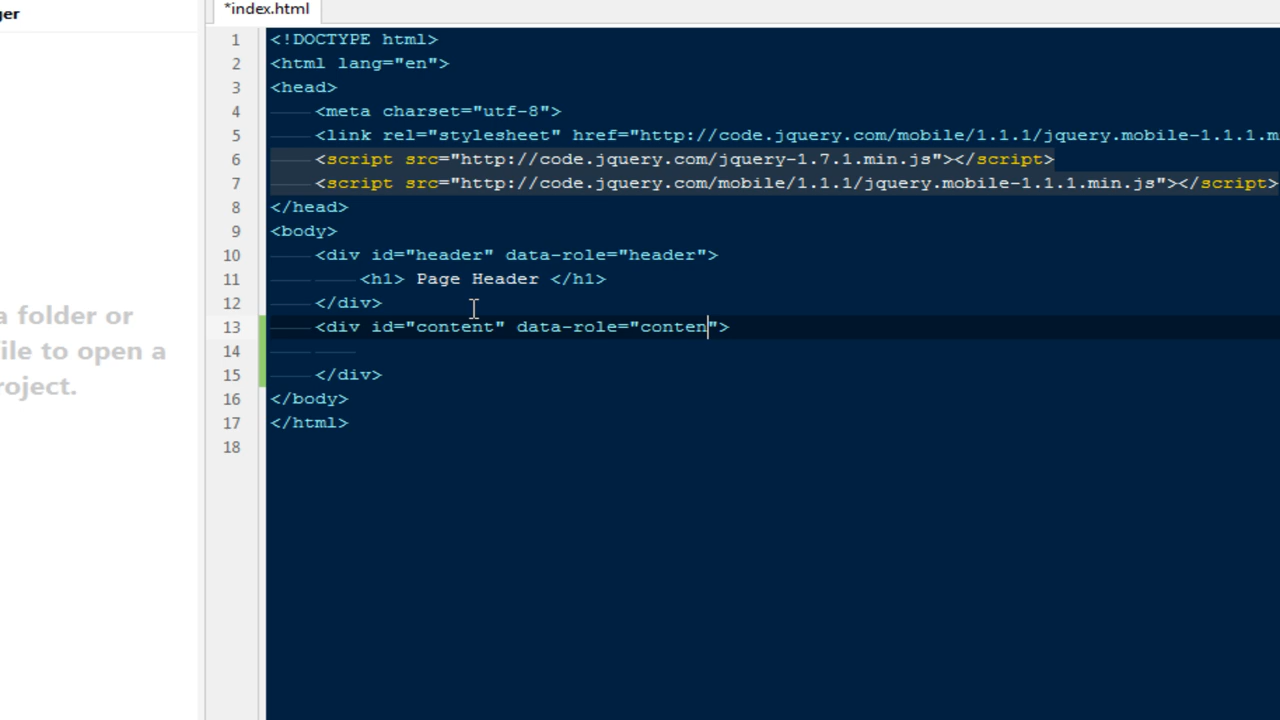 ger
*index.html
a folder or
ile to open a
roject.
1 <!DOCTYPE html>
2 <html lang="en">
3 <head>
4 <meta charset="utf-8">
5 <link rel="stylesheet" href="http://code.jquery.com/mobile/1.1.1/jquery.mobile-1.1.1.m
6 <script src="http://code.jquery.com/jquery-1.7.1.min.js"></script>
7 <script src="http://code.jquery.com/mobile/1.1.1/jquery.mobile-1.1.1.min.js"></script>
8 </head>
9 <body>
10 <div id="header" data-role="header">
11 <h1> Page Header </h1>
12 </div>
13 <div id="content" data-role="conten">
14
15 </div>
16 </body>
17 </html>
18